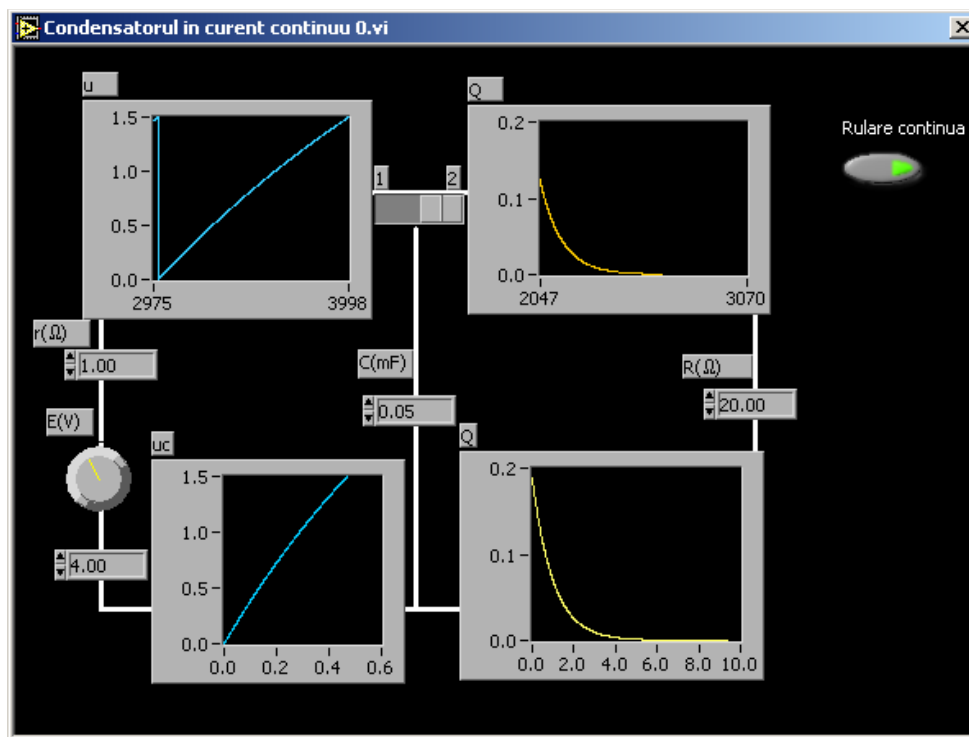 Condensatorul in curent continuu 0.vi
u
1.5
1.0
0.5
0.0
2975 3998
1 2
Q
0.2
0.1
0.0
2047 3070
Rulare continua
r(Ω)
1.00
C(mF)
0.05
R(Ω)
20.00
E(V)
4.00
uc
1.5
1.0
0.5
0.0
0.0 0.2 0.4 0.6
Q
0.2
0.1
0.0
0.0 2.0 4.0 6.0 8.0 10.0